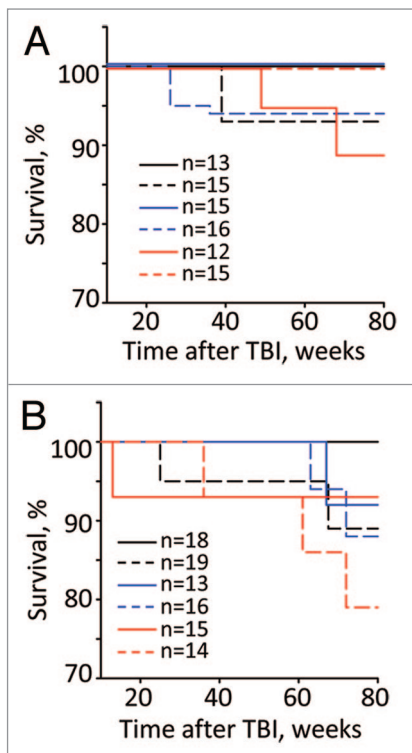 A
Survival, %
100
90
80
70
n=13
n=15
n=15
n=16
n=12
n=15
20 40 60 80
Time after TBI, weeks
B
Survival, %
100
90
80
70
n=18
n=19
n=13
n=16
n=15
n=14
20 40 60 80
Time after TBI, weeks